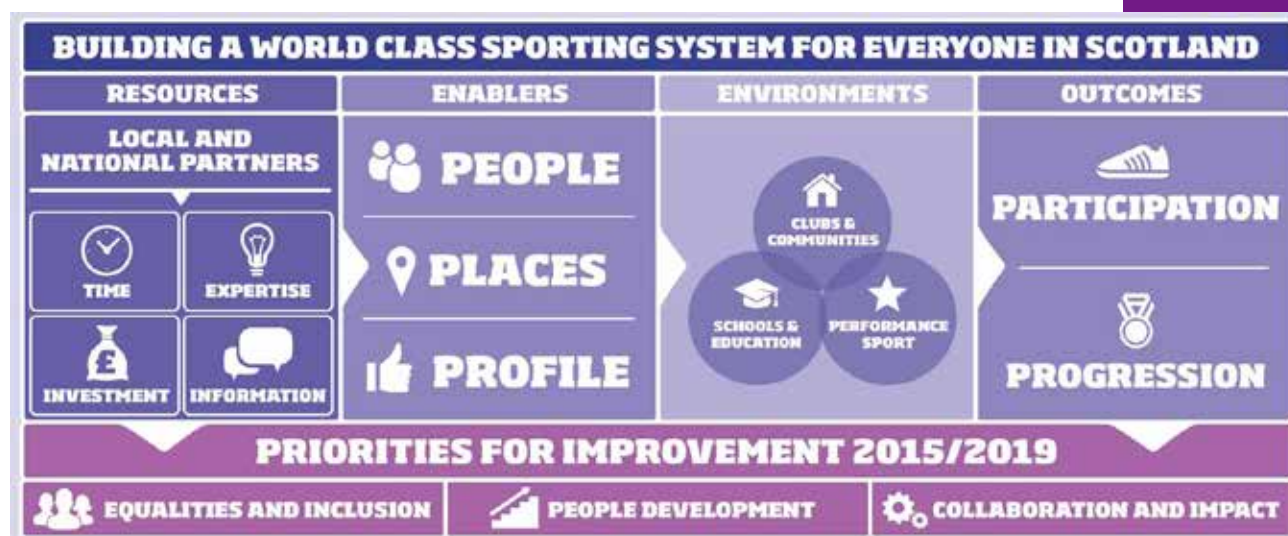 BUILDING A WORLD CLASS SPORTING SYSTEM FOR EVERYONE IN SCOTLAND
RESOURCES
LOCAL AND
NATIONAL PARTNERS
TIME
EXPERTISE
£
INVESTMENT
INFORMATION
ENABLERS
PEOPLE
PLACES
PROFILE
ENVIRONMENTS
CLUBS &
COMMUNITIES
SCHOOLS &
EDUCATION
PERFORMANCE
SPORT
OUTCOMES
PARTICIPATION
PROGRESSION
PRIORITIES FOR IMPROVEMENT 2015/2019
EQUALITIES AND INCLUSION
PEOPLE DEVELOPMENT
COLLABORATION AND IMPACT